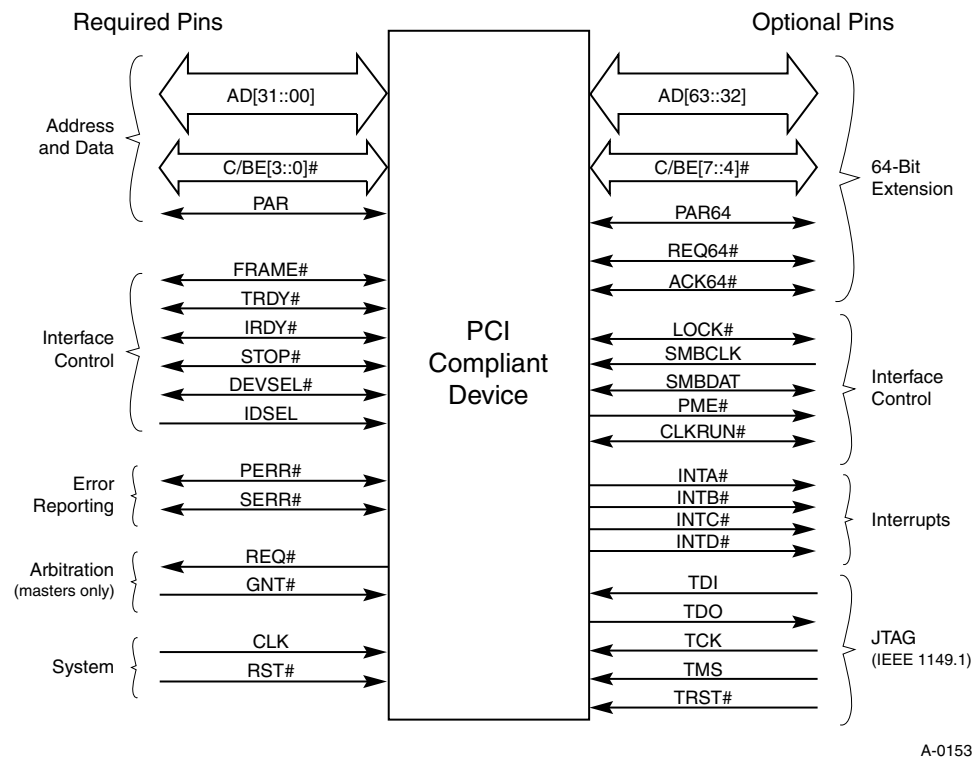 Required Pins
Optional Pins
Address
and Data
AD[31::00]
C/BE[3::0]#
PAR
Interface
Control
FRAME#
TRDY#
IRDY#
STOP#
DEVSEL#
IDSEL
Error
Reporting
PERR#
SERR#
Arbitration
(masters only)
REQ#
GNT#
System
CLK
RST#
PCI
Compliant
Device
AD[63::32]
C/BE[7::4]#
PAR64
REQ64#
ACK64#
64-Bit
Extension
LOCK#
SMBCLK
SMBDAT
PME#
CLKRUN#
Interface
Control
INTA#
INTB#
INTC#
INTD#
Interrupts
TDI
TDO
TCK
TMS
TRST#
JTAG
(IEEE 1149.1)
A-0153